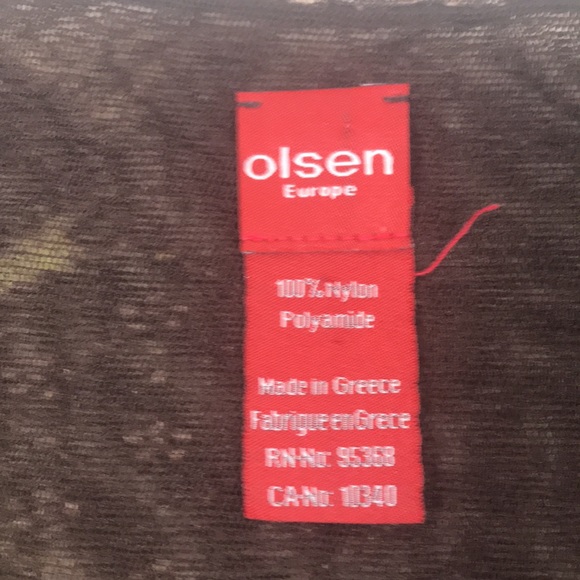 olsen
Europe
100% Nylon
Polyamide
Made in Greece
Fabrique en Grece
RN-No: 95368
CA-No: 10340